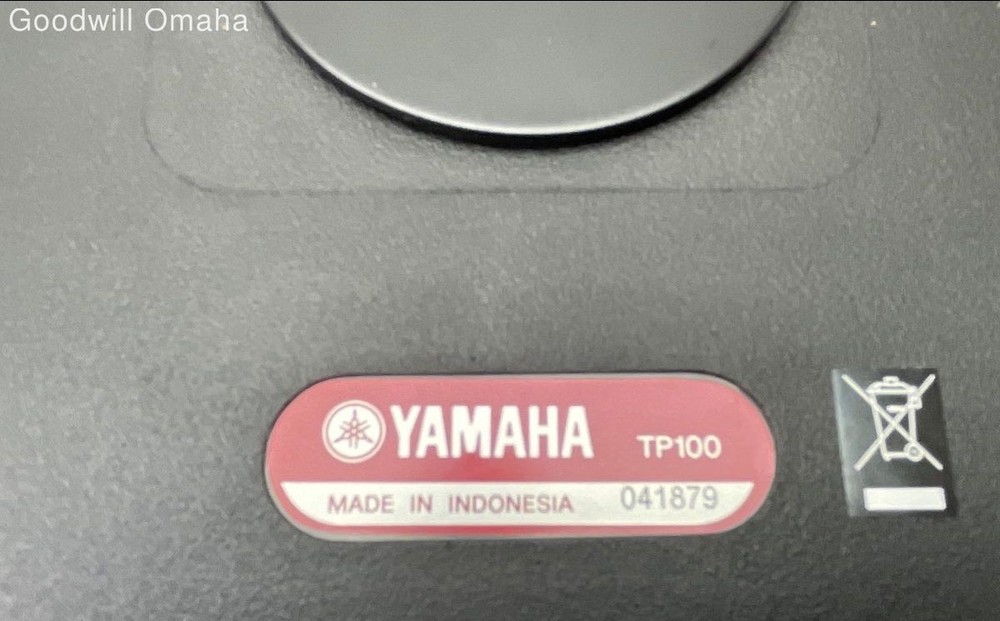 Goodwill Omaha
YAMAHA TP100
MADE IN INDONESIA 041879